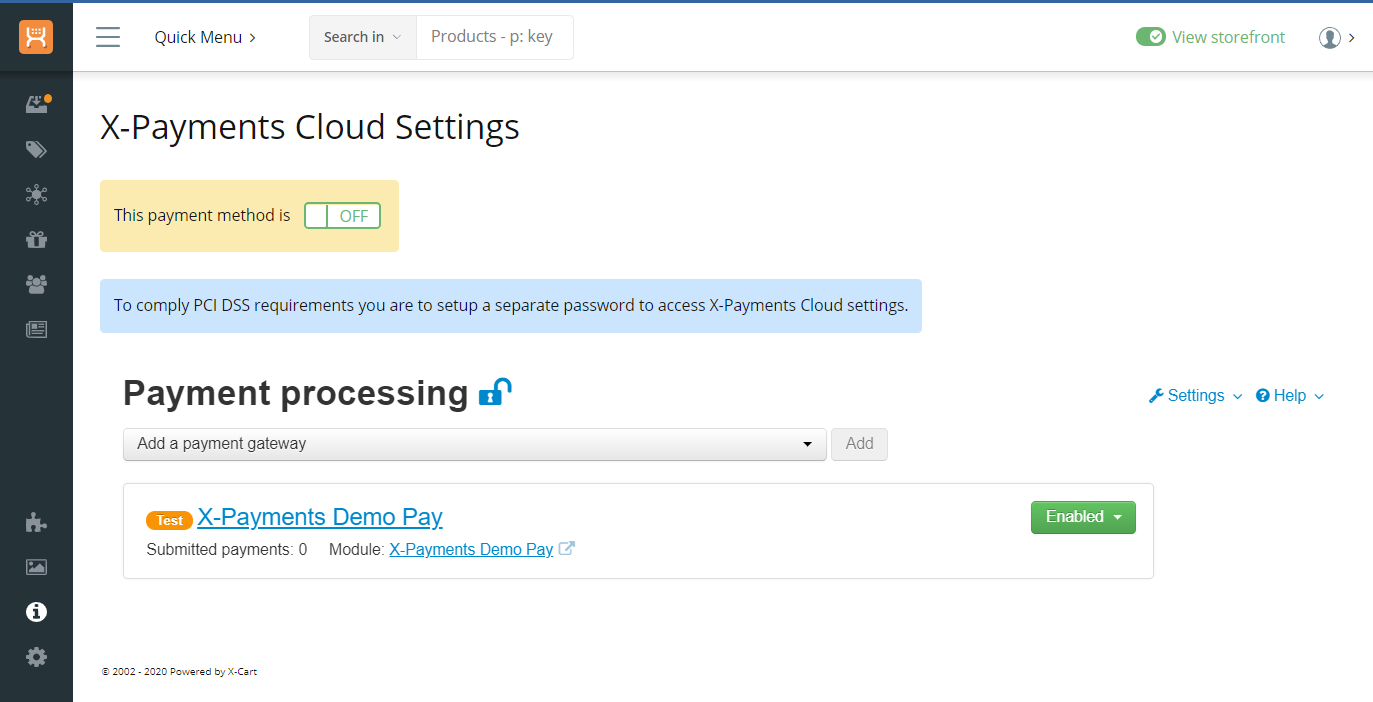 Quick Menu
Search in
Products - p: key
View storefront
X-Payments Cloud Settings
This payment method is OFF
To comply PCI DSS requirements you are to setup a separate password to access X-Payments Cloud settings.
Payment processing
Settings
Help
Add a payment gateway
Add
Test X-Payments Demo Pay
Enabled
Submitted payments: 0 Module: X-Payments Demo Pay
© 2002 - 2020 Powered by X-Cart